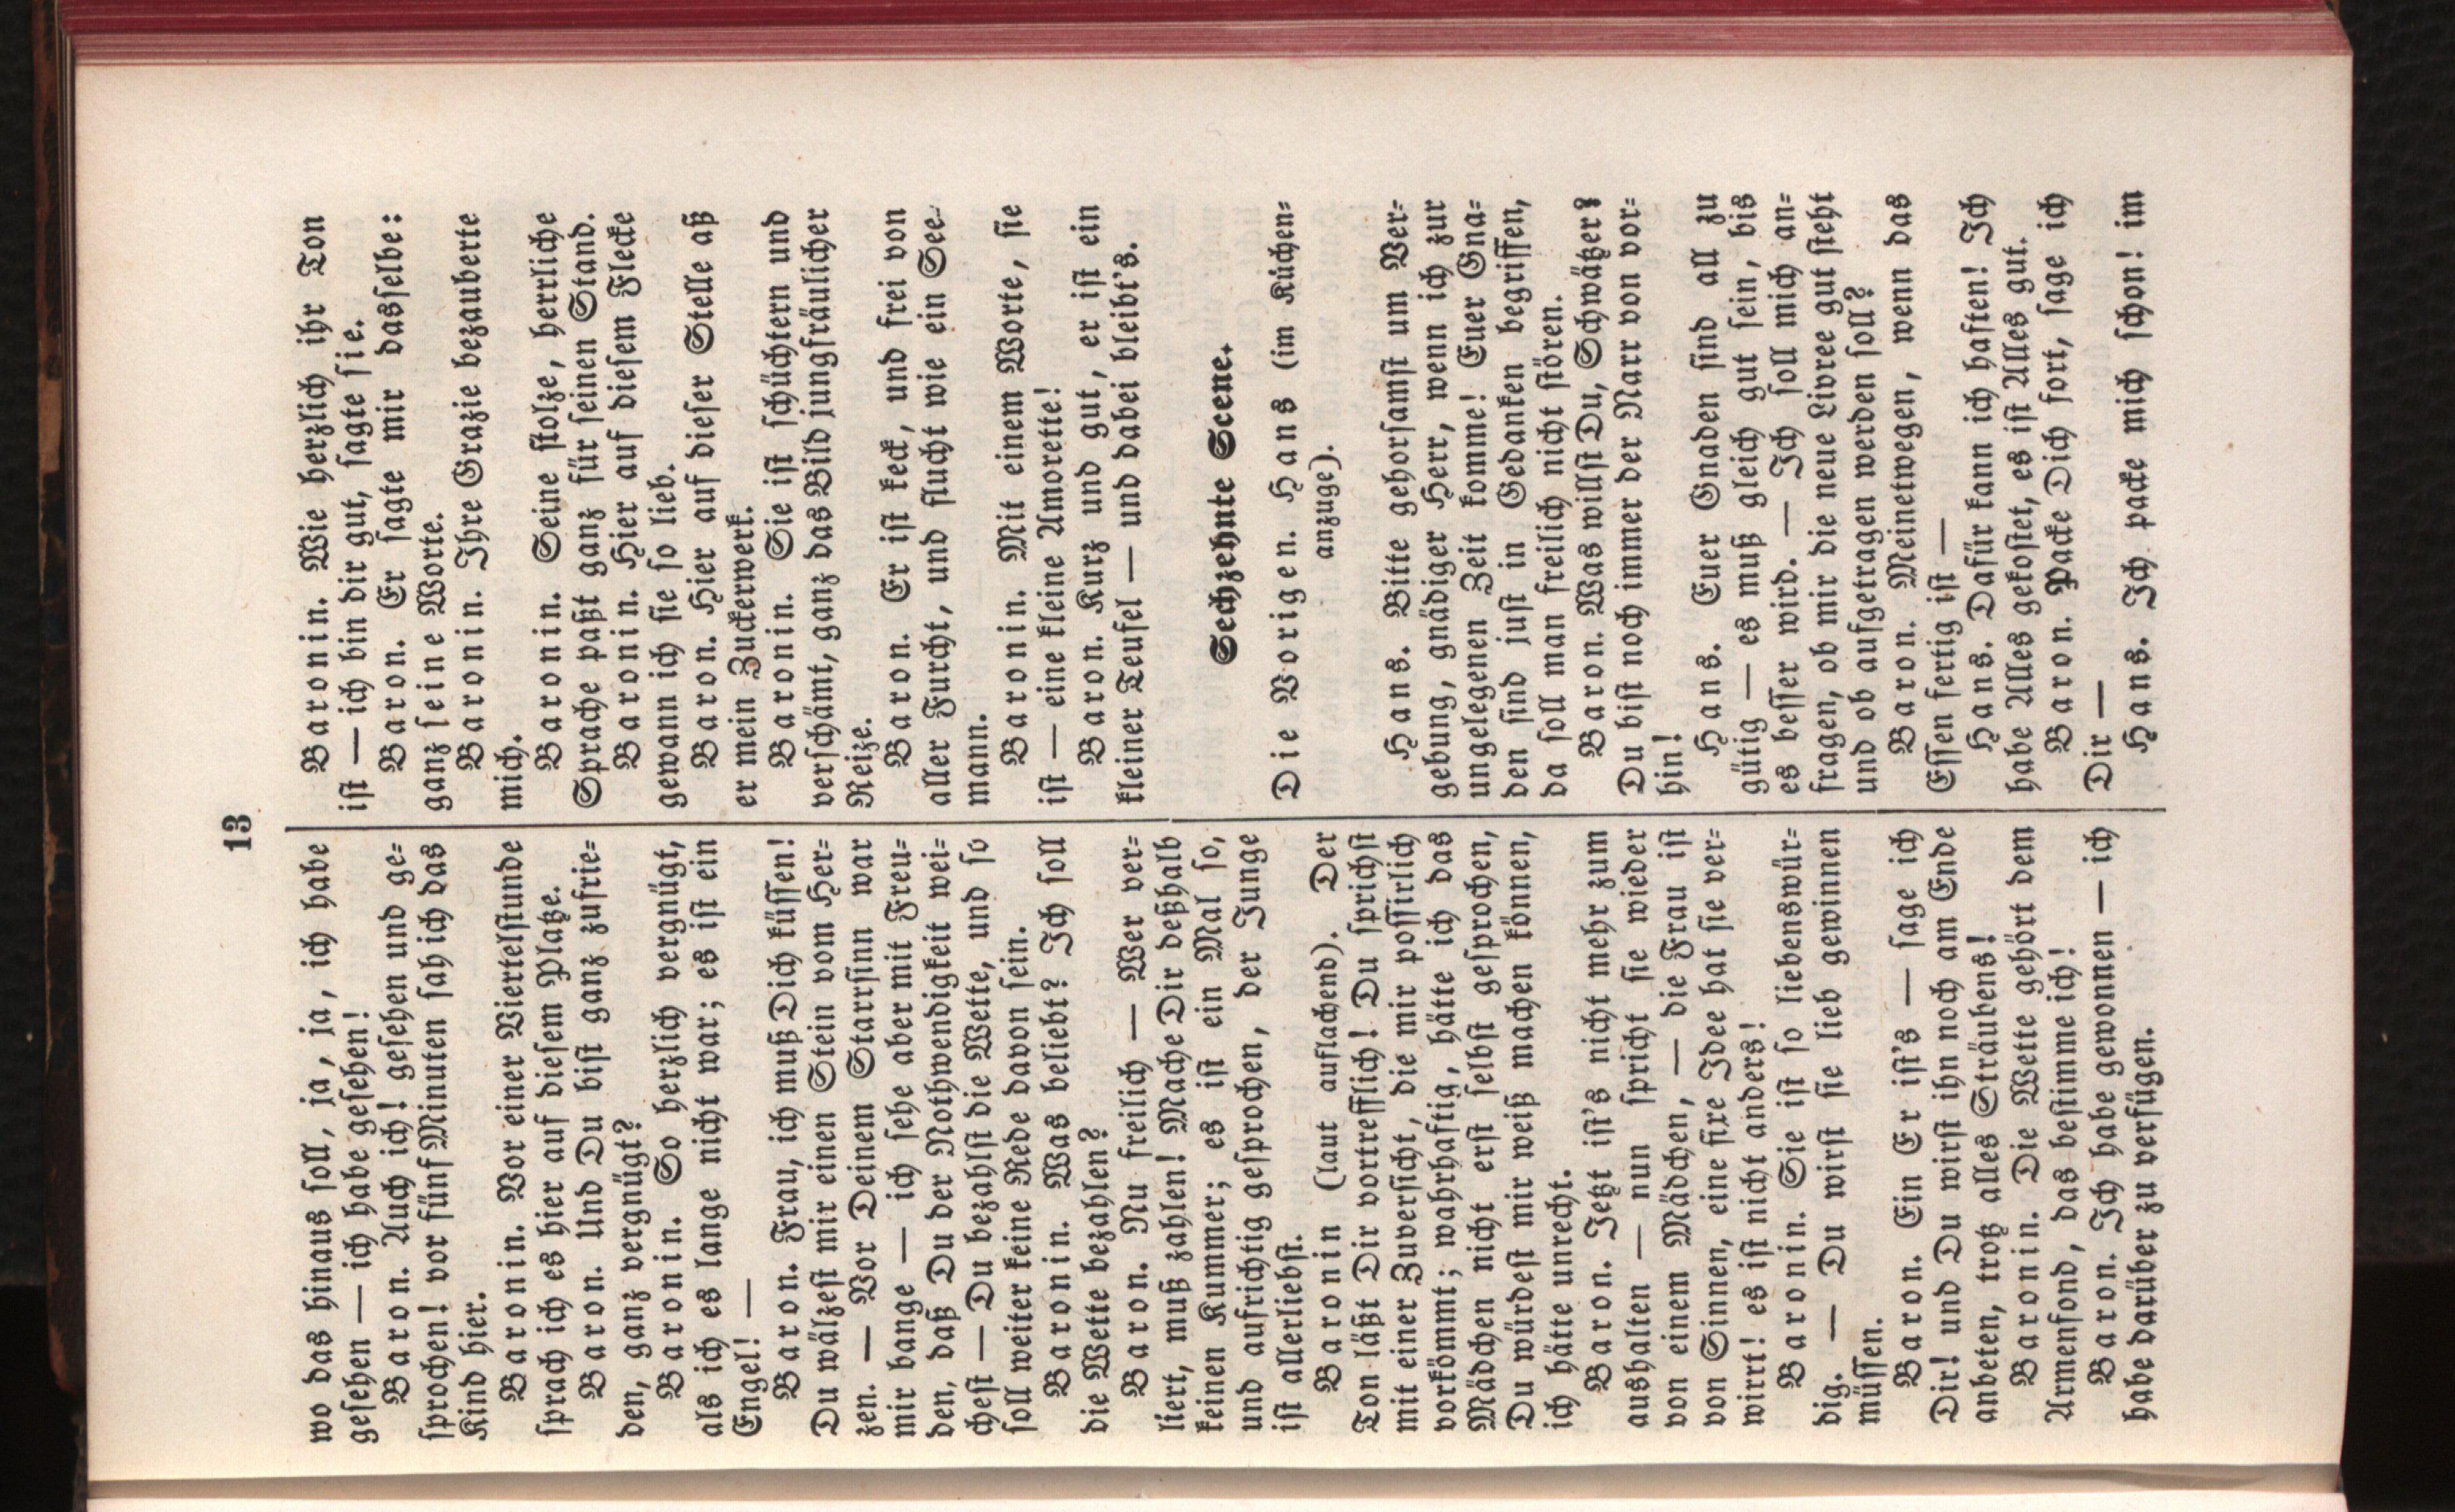 13
wo das hinaus soll, ja, ja, ich habe
gesehen — ich habe gesehen!
Baron. Auch ich! gesehen und ge-
sprochen! vor fünf Minuten sah ich das
Kind hier.
Baronin. Vor einer Viertelstunde
sprach ich es hier auf diesem Platze.
Baron. Und Du bist ganz zufrie-
den, ganz vergnügt?
Baronin. So herzlich vergnügt,
als ich es lange nicht war; es ist ein
Engel! —
Baron. Frau, ich muß Dich küssen!
Du wälzest mir einen Stein vom Her-
zen. — Vor Deinem Starrsinn war
mir bange — ich sehe aber mit Freu-
den, daß Du der Nothwendigkeit wei-
chest — Du bezahlst die Wette, und so
soll weiter keine Rede davon sein.
Baronin. Was beliebt? Ich soll
die Wette bezahlen?
Baron. Nu freilich — Wer ver-
liert, muß zahlen! Mache Dir deßhalb
keinen Kummer; es ist ein Mal so,
und aufrichtig gesprochen, der Junge
ist allerliebst.
Baronin (laut auflachend). Der
Ton läßt Dir vortrefflich! Du sprichst
mit einer Zuversicht, die mir possirlich
vorkömmt; wahrhaftig, hätte ich das
Mädchen nicht erst selbst gesprochen,
Du würdest mir weiß machen können,
ich hätte unrecht.
Baron. Jetzt ist's nicht mehr zum
aushalten — nun spricht sie wieder
von einem Mädchen, — die Frau ist
von Sinnen, eine fixe Idee hat sie ver-
wirrt! es ist nicht anders!
Baronin. Sie ist so liebenswür-
dig. — Du wirst sie lieb gewinnen
müssen.
Baron. Ein Er ist's — sage ich
Dir! und Du wirst ihn noch am Ende
anbeten, trotz alles Sträubens!
Baronin. Die Wette gehört dem
Armenfond, das bestimme ich!
Baron. Ich habe gewonnen — ich
habe darüber zu verfügen.
Baronin. Wie herzlich ihr Ton
ist — ich bin dir gut, sagte sie.
Baron. Er sagte mir dasselbe:
ganz seine Worte.
Baronin. Ihre Grazie bezauberte
mich.
Baronin. Seine stolze, herrliche
Sprache paßt ganz für seinen Stand.
Baronin. Hier auf diesem Flecke
gewann ich sie so lieb.
Baron. Hier auf dieser Stelle aß
er mein Zuckerwerk.
Baronin. Sie ist schüchtern und
verschämt, ganz das Bild jungfräulicher
Reize.
Baron. Er ist keck, und frei von
aller Furcht, und flucht wie ein See-
mann.
Baronin. Mit einem Worte, sie
ist — eine kleine Amorette!
Baron. Kurz und gut, er ist ein
kleiner Teufel — und dabei bleibt's.
Sechzehnte Scene.
Die Vorigen. Hans (im Küchen-
anzuge).
Hans. Bitte gehorsamst um Ver-
gebung, gnädiger Herr, wenn ich zur
ungelegenen Zeit komme! Euer Gna-
den sind just in Gedanken begriffen,
da soll man freilich nicht stören.
Baron. Was willst Du, Schwätzer?
Du bist noch immer der Narr von vor-
hin!
Hans. Euer Gnaden sind all zu
gütig — es muß gleich gut sein, bis
es besser wird. — Ich soll mich an-
fragen, ob mir die neue Livree gut steht
und ob aufgetragen werden soll?
Baron. Meinetwegen, wenn das
Essen fertig ist —
Hans. Dafür kann ich haften! Ich
habe Alles gekostet, es ist Alles gut.
Baron. Packe Dich fort, sage ich
Dir —
Hans. Ich packe mich schon! im